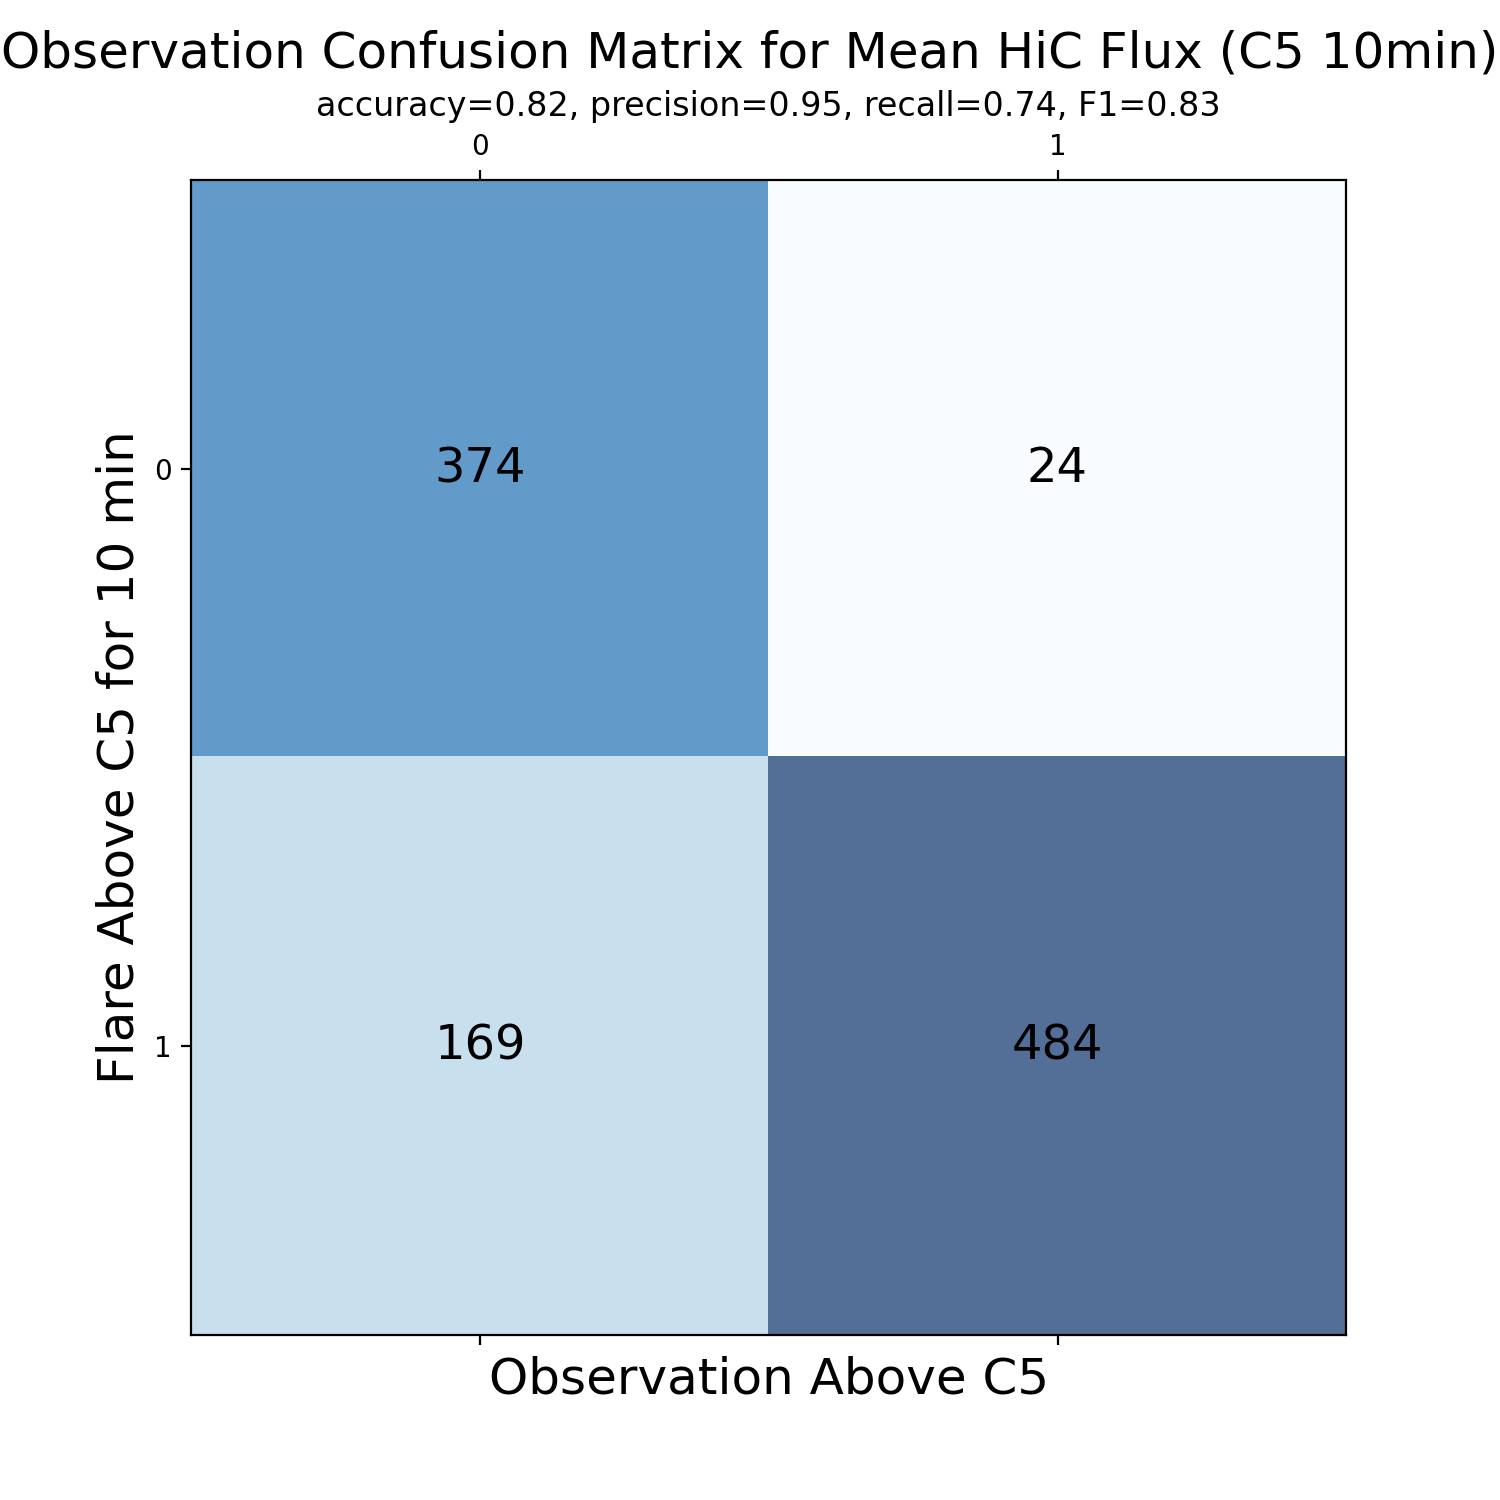 Observation Confusion Matrix for Mean HiC Flux (C5 10min)
accuracy=0.82, precision=0.95, recall=0.74, F1=0.83
0 1
Flare Above C5 for 10 min
0
374 24
1
169 484
Observation Above C5